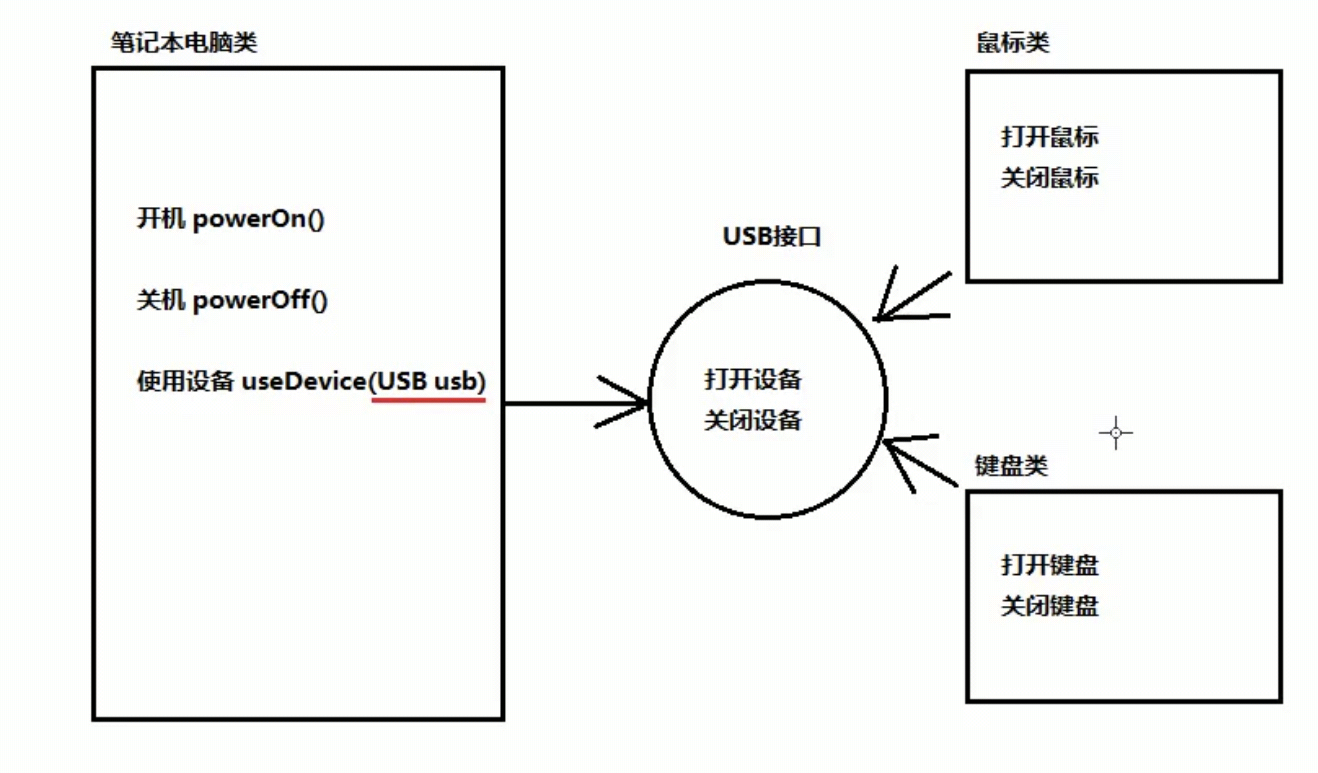 笔记本电脑类
开机 powerOn()
关机 powerOff()
使用设备 useDevice(USB usb)
USB接口
打开设备
关闭设备
鼠标类
打开鼠标
关闭鼠标
键盘类
打开键盘
关闭键盘